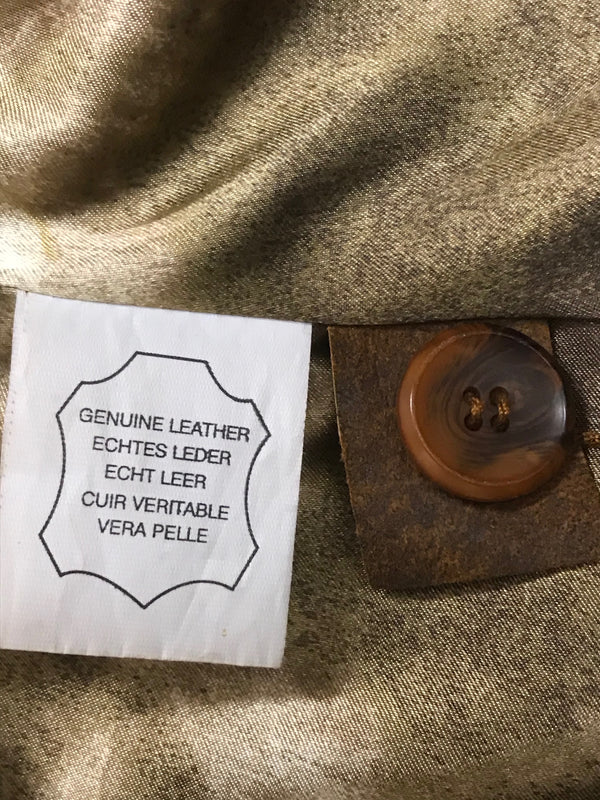 GENUINE LEATHER
ECHTES LEDER
ECHT LEER
CUIR VERITABLE
VERA PELLE